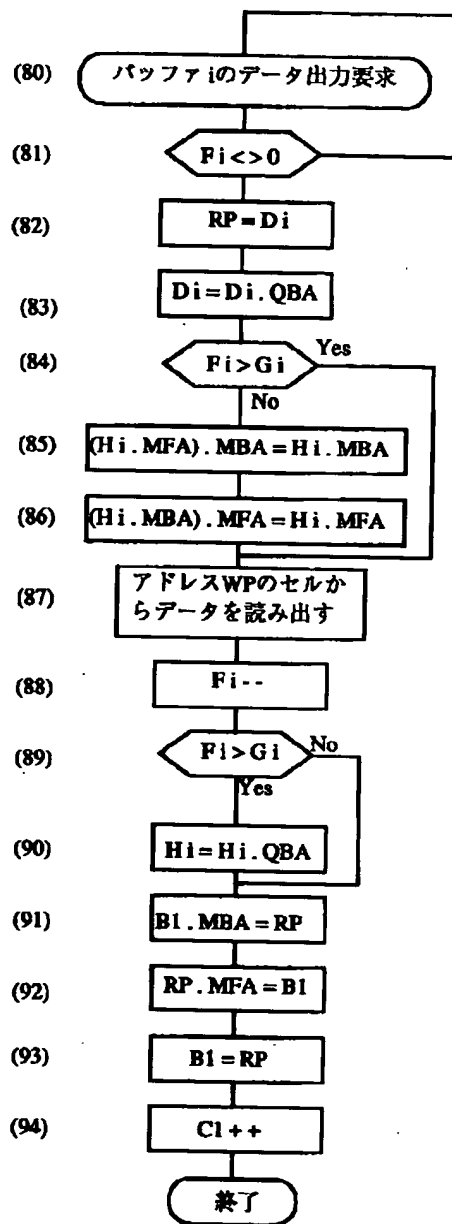 (80) バッファiのデータ出力要求
(81) Fi<>0
(82) RP=Di
(83) Di=Di.QBA
(84) Fi>Gi Yes
No
(85) (Hi.MFA).MBA=Hi.MBA
(86) (Hi.MBA).MFA=Hi.MFA
(87) アドレスWPのセルか
らデータを読み出す
(88) Fi--
(89) Fi>Gi No
Yes
(90) Hi=Hi.QBA
(91) B1.MBA=RP
(92) RP.MFA=B1
(93) B1=RP
(94) C1++
終了